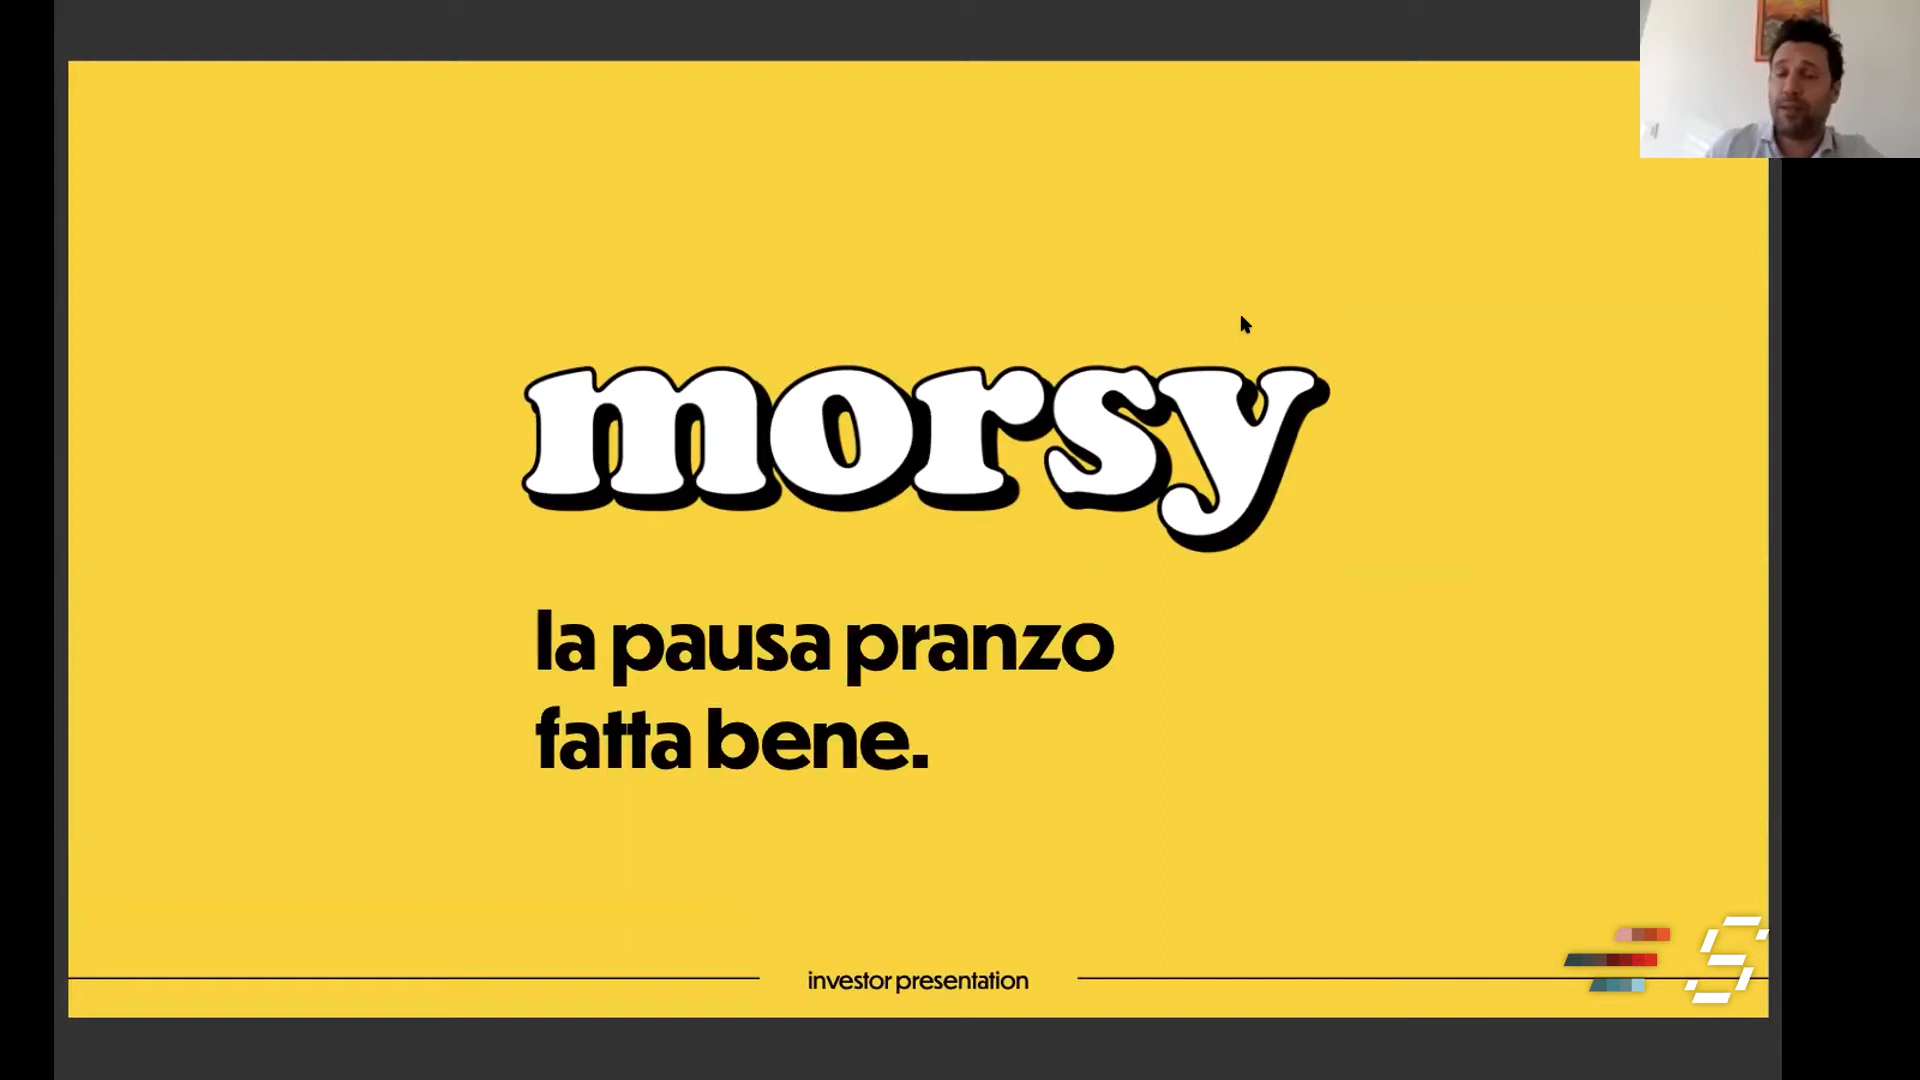 morsy
la pausa pranzo
fatta bene.
investor presentation
S